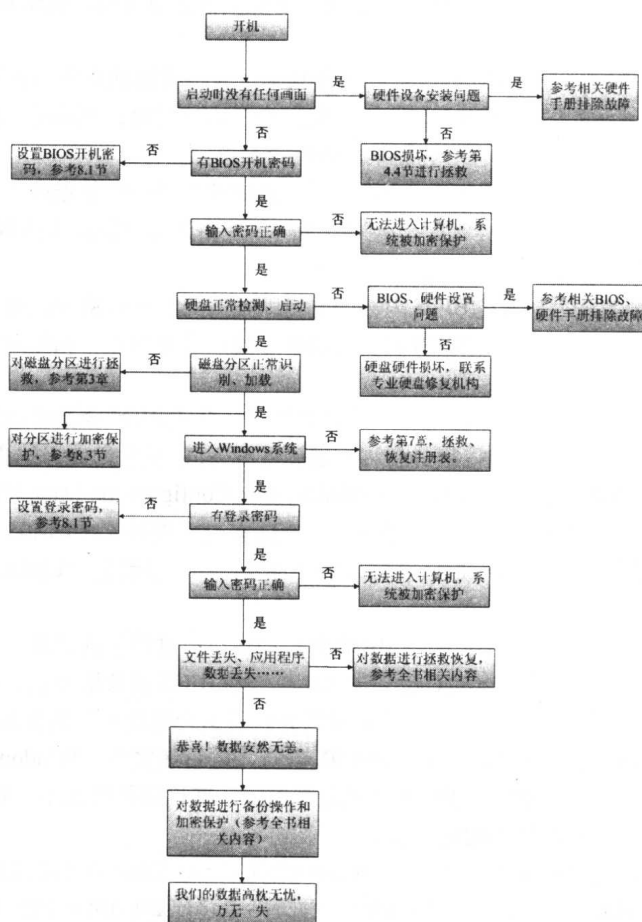 开机
启动时没有任何画面
是
硬件设备安装问题
是
参考相关硬件
手册排除故障
否
否
设置BIOS开机密
码，参考8.1节
否
有BIOS开机密码
BIOS损坏，参考第
4.4节进行拯救
是
输入密码正确
否
无法进入计算机，系
统被加密保护
是
硬盘正常检测、启动
否
BIOS、硬件设置
问题
是
参考相关BIOS、
硬件手册排除故障
是
否
对磁盘分区进行拯
救，参考第3章
否
磁盘分区正常识
别、加载
硬盘硬件损坏，联系
专业硬盘修复机构
是
对分区进行加密保
护、参考8.3节
进入Windows系统
否
参考第7章，拯救、
恢复注册表。
是
设置登录密码，
参考8.1节
否
有登录密码
是
输入密码正确
否
无法进入计算机，系
统被加密保护
是
文件丢失、应用程序
数据丢失……
否
对数据进行拯救恢复，
参考全书相关内容
否
恭喜！数据安然无恙。
对数据进行备份操作和
加密保护（参考全书相
关内容）
我们的数据高枕无忧，
万无 失